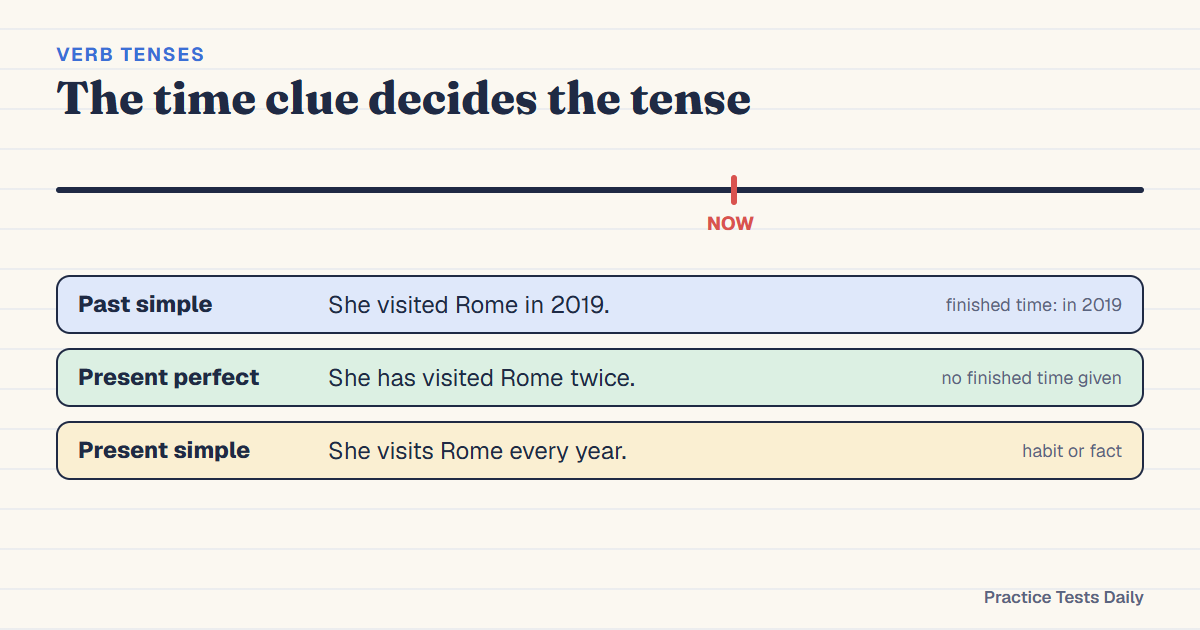 VERB TENSES
The time clue decides the tense
NOW
Past simple She visited Rome in 2019. finished time: in 2019
Present perfect She has visited Rome twice. no finished time given
Present simple She visits Rome every year. habit or fact
Practice Tests Daily